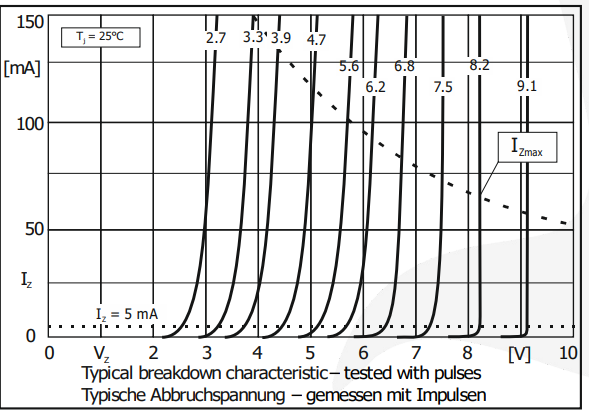 150
T_j = 25°C
2.7 3.3 3.9 4.7
[mA]
5.6 6.8 8.2
6.2 7.5 9.1
100
I_Zmax
50
I_z
I_z = 5 mA
0
0 V_z 2 3 4 5 6 7 8 [V] 10
Typical breakdown characteristic – tested with pulses
Typische Abbruchspannung – gemessen mit Impulsen